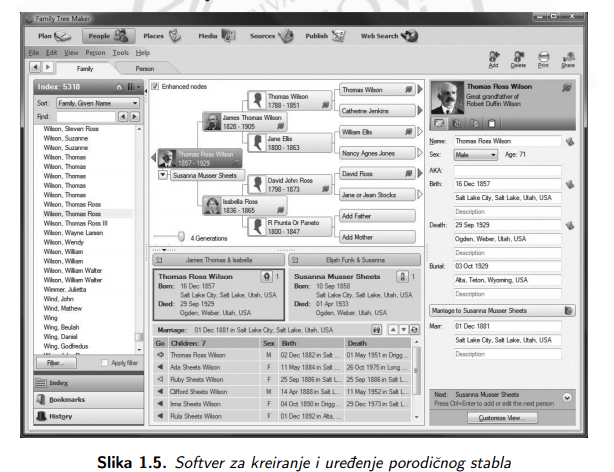 Family Tree Maker
Plan People Places Media Sources Publish Web Search
File Edit View Person Tools Help
Add Delete Print Share
Family Person
Index: 5318
Sort: Family, Given Name
Find:
Wilson, Steven Ross
Wilson, Suzanne
Wilson, Suzanne
Wilson, Thomas
Wilson, Thomas
Wilson, Thomas
Wilson, Thomas
Wilson, Thomas
Wilson, Thomas Ross
Wilson, Thomas Ross
Wilson, Thomas Ross III
Wilson, Wayne Larsen
Wilson, Wendy
Wilson, William
Wilson, William
Wilson, William Walter
Wilson, William Walter
Wimmer, Julietta
Wind, John
Wind, Mathew
Wing
Wing, Beulah
Wing, Daniel
Wing, Godfredus
Filter... Apply filter
Index
Bookmarks
History
Enhanced nodes
Thomas Ross Wilson
1857 - 1929
Susanna Musser Sheets
James Thomas Wilson
1828 - 1905
Isabella Ross
1836 - 1865
Thomas Wilson
1788 - 1851
Jane Ellis
1800 - 1863
David John Ross
1798 - 1873
R Prunta Or Paneto
1800 - 1847
Thomas Wilson
Catherine Jenkins
William Ellis
Nancy Agnes Jones
David Ross
Jane or Jean Stocks
Add Father
Add Mother
4 Generations
James Thomas & Isabella
Elijah Funk & Susanna
Thomas Ross Wilson 1
Born: 16 Dec 1857
Salt Lake City, Salt Lake, Utah, USA
Died: 29 Sep 1929
Ogden, Weber, Utah, USA
Susanna Musser Sheets 1
Born: 10 Sep 1858
Salt Lake City, Salt Lake, Utah, USA
Died: 01 Apr 1933
Ogden, Weber, Utah, USA
Marriage: 01 Dec 1881 in Salt Lake City, Salt Lake, Utah, USA
Go Children: 7 Sex Birth Death
Thomas Ross Wilson M 02 Dec 1882 in Salt ... 01 May 1951 in Drigg...
Ada Sheets Wilson F 11 May 1884 in Salt ... 26 Oct 1975 in Long ...
Ruby Sheets Wilson F 25 Sep 1886 in Salt L... 25 Sep 1886 in Salt L...
Clifford Sheets Wilson M 14 Apr 1888 in Salt L... 11 May 1952 in Salt L...
Irma Sheets Wilson F 04 Oct 1890 in Drigg... 29 Dec 1973 in Salt L...
Rula Sheets Wilson F 01 Dec 1892 in Alta, ...
Thomas Ross Wilson
Great grandfather of
Robert Duffin Wilson
Name: Thomas Ross Wilson
Sex: Male Age: 71
AKA:
Birth: 16 Dec 1857
Salt Lake City, Salt Lake, Utah, USA
Description
Death: 29 Sep 1929
Ogden, Weber, Utah, USA
Description
Burial: 03 Oct 1929
Alta, Teton, Wyoming, USA
Description
Marriage to Susanna Musser Sheets
Marr: 01 Dec 1881
Salt Lake City, Salt Lake, Utah, USA
Description
Next: Susanna Musser Sheets
Press Ctrl+Enter to add or edit the next person
Customize View...
Slika 1.5. Softver za kreiranje i uređenje porodičnog stabla